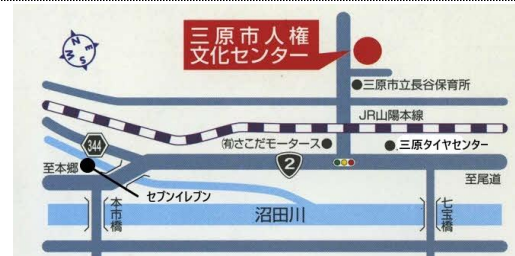 三原市人権
文化センター
N
E
W
S
●三原市立長谷保育所
JR山陽本線
344
(有)さこだモータース●
●三原タイヤセンター
2
至本郷
至尾道
セブンイレブン
本市橋
沼田川
七宝橋